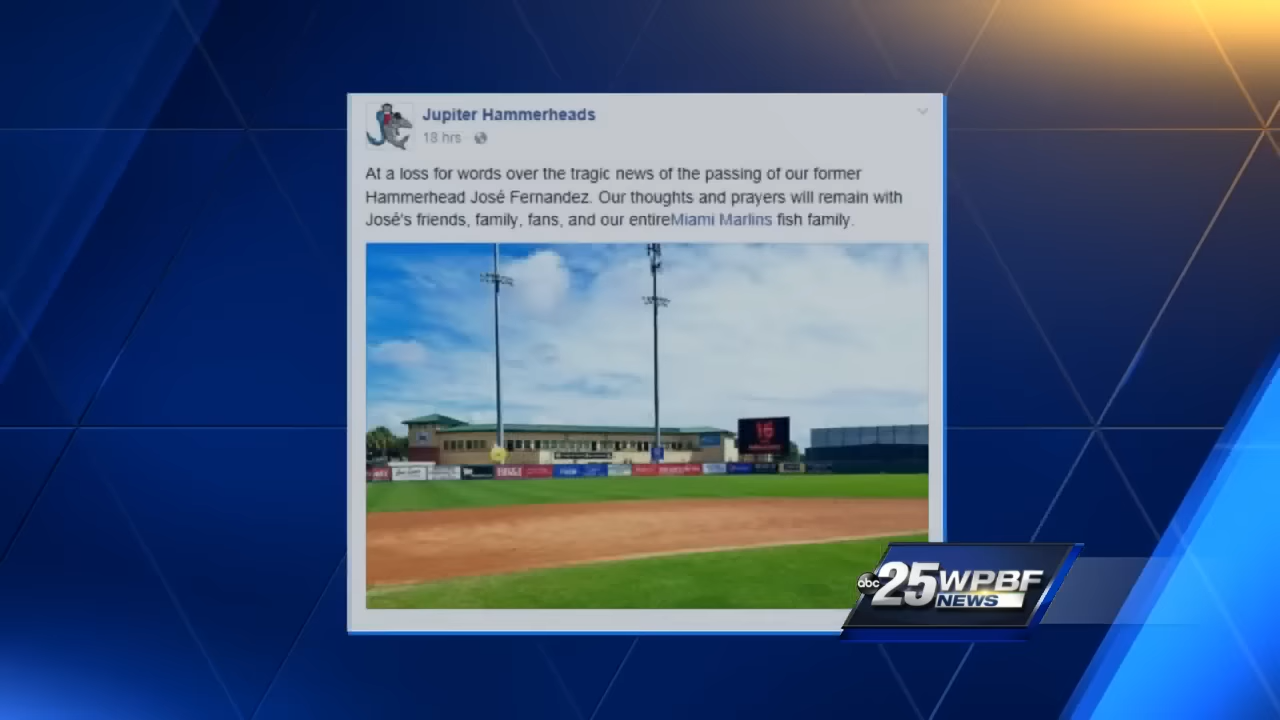 Jupiter Hammerheads
18 hrs
At a loss for words over the tragic news of the passing of our former
Hammerhead José Fernandez. Our thoughts and prayers will remain with
José's friends, family, fans, and our entireMiami Marlins fish family.
16
abc 25 WPBF
NEWS